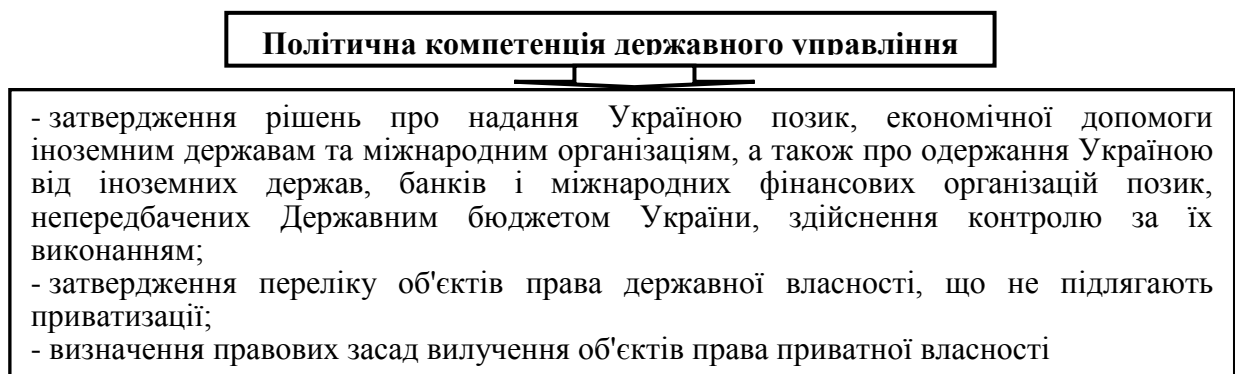 Політична компетенція державного управління
- затвердження рішень про надання Україною позик, економічної допомоги
іноземним державам та міжнародним організаціям, а також про одержання Україною
від іноземних держав, банків і міжнародних фінансових організацій позик,
непередбачених Державним бюджетом України, здійснення контролю за їх
виконанням;
- затвердження переліку об'єктів права державної власності, що не підлягають
приватизації;
- визначення правових засад вилучення об'єктів права приватної власності